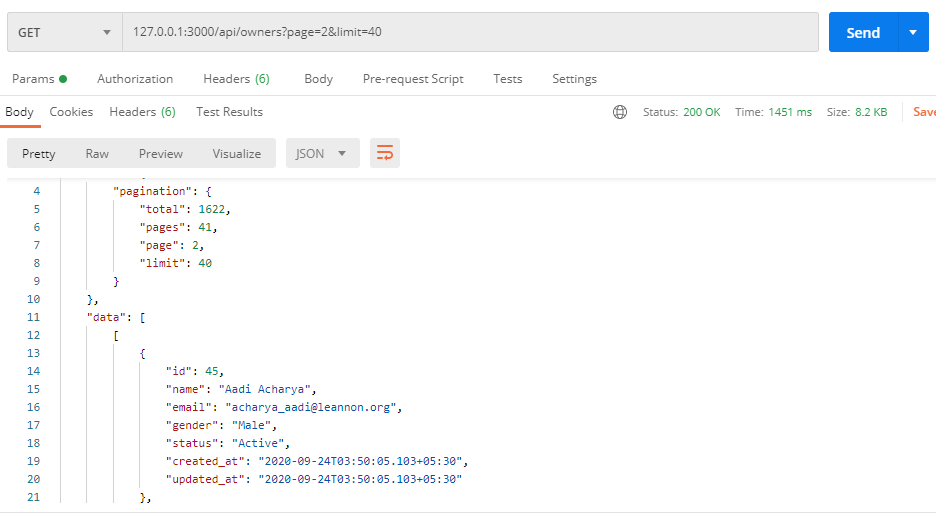 GET 127.0.0.1:3000/api/owners?page=2&limit=40 Send
Params Authorization Headers (6) Body Pre-request Script Tests Settings
Body Cookies Headers (6) Test Results Status: 200 OK Time: 1451 ms Size: 8.2 KB Save
Pretty Raw Preview Visualize JSON
4 "pagination": {
5 "total": 1622,
6 "pages": 41,
7 "page": 2,
8 "limit": 40
9 }
10 },
11 "data": [
12 [
13 {
14 "id": 45,
15 "name": "Aadi Acharya",
16 "email": "acharya_aadi@leannon.org",
17 "gender": "Male",
18 "status": "Active",
19 "created_at": "2020-09-24T03:50:05.103+05:30",
20 "updated_at": "2020-09-24T03:50:05.103+05:30"
21 },